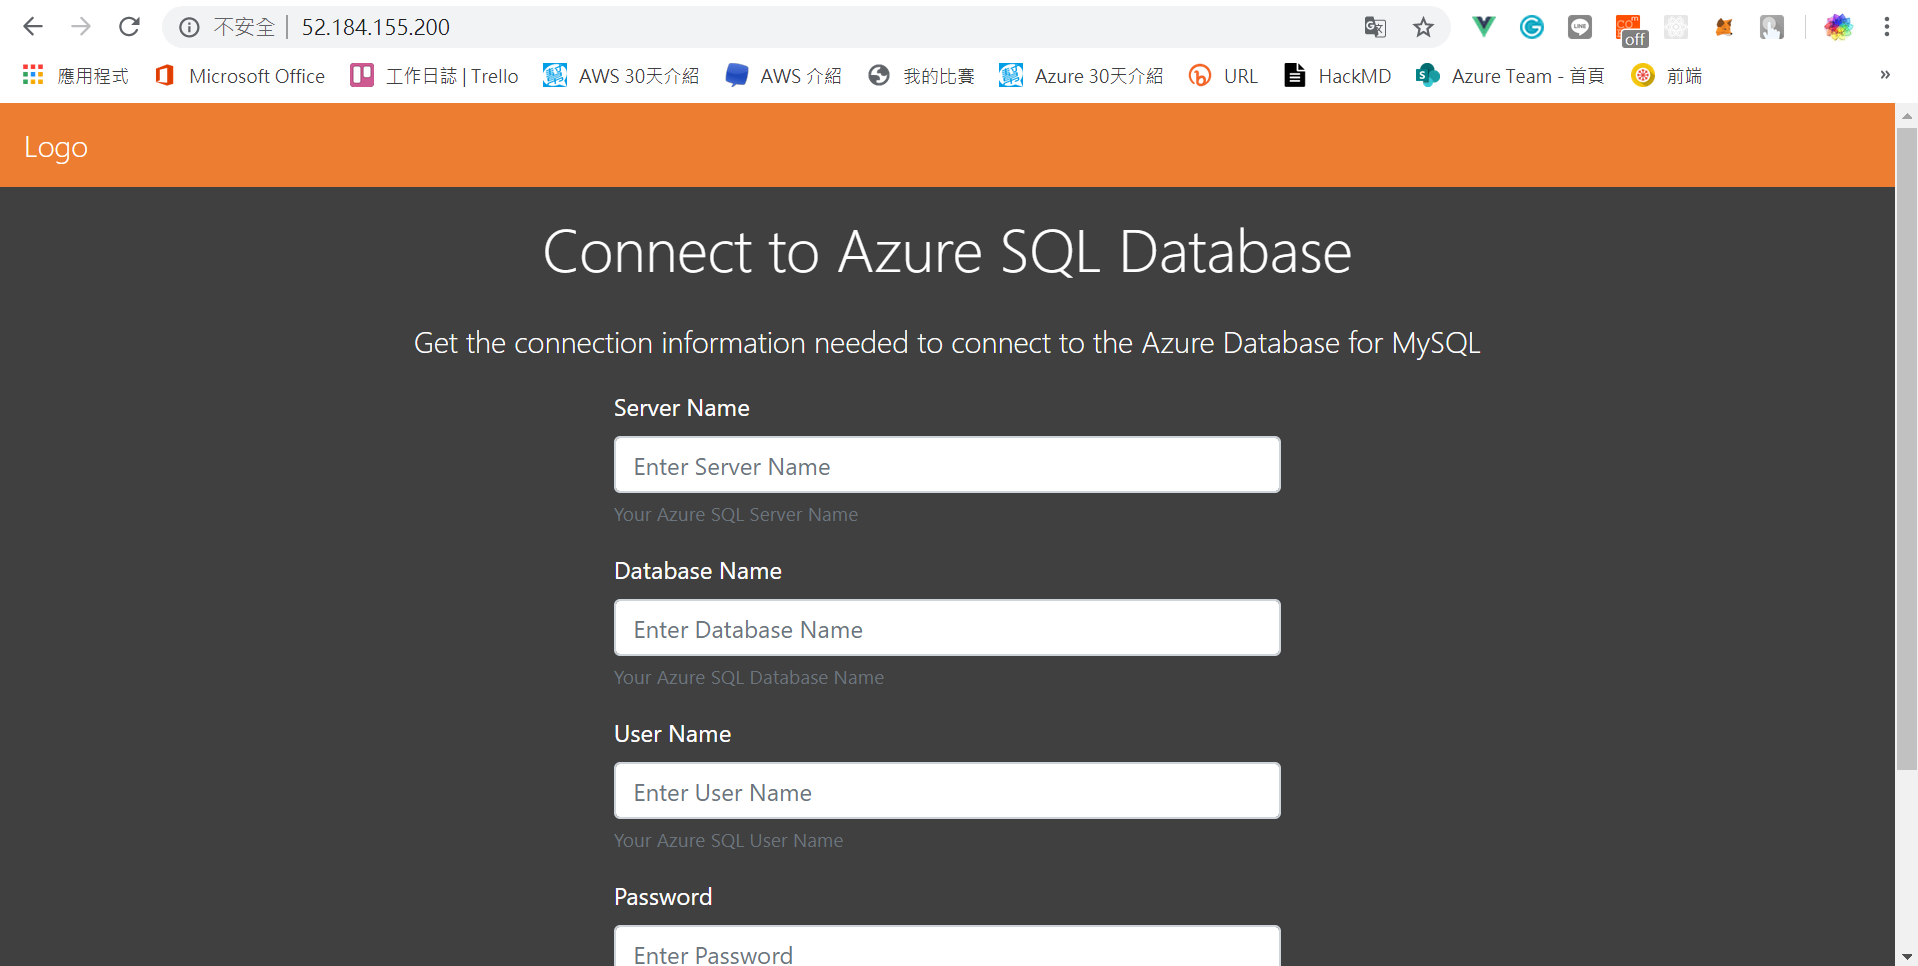 不安全 | 52.184.155.200
off
應用程式 Microsoft Office 工作日誌 | Trello AWS 30天介紹 AWS 介紹 我的比賽 Azure 30天介紹 URL HackMD Azure Team - 首頁 前端 »
Logo
Connect to Azure SQL Database
Get the connection information needed to connect to the Azure Database for MySQL
Server Name
Enter Server Name
Your Azure SQL Server Name
Database Name
Enter Database Name
Your Azure SQL Database Name
User Name
Enter User Name
Your Azure SQL User Name
Password
Enter Password